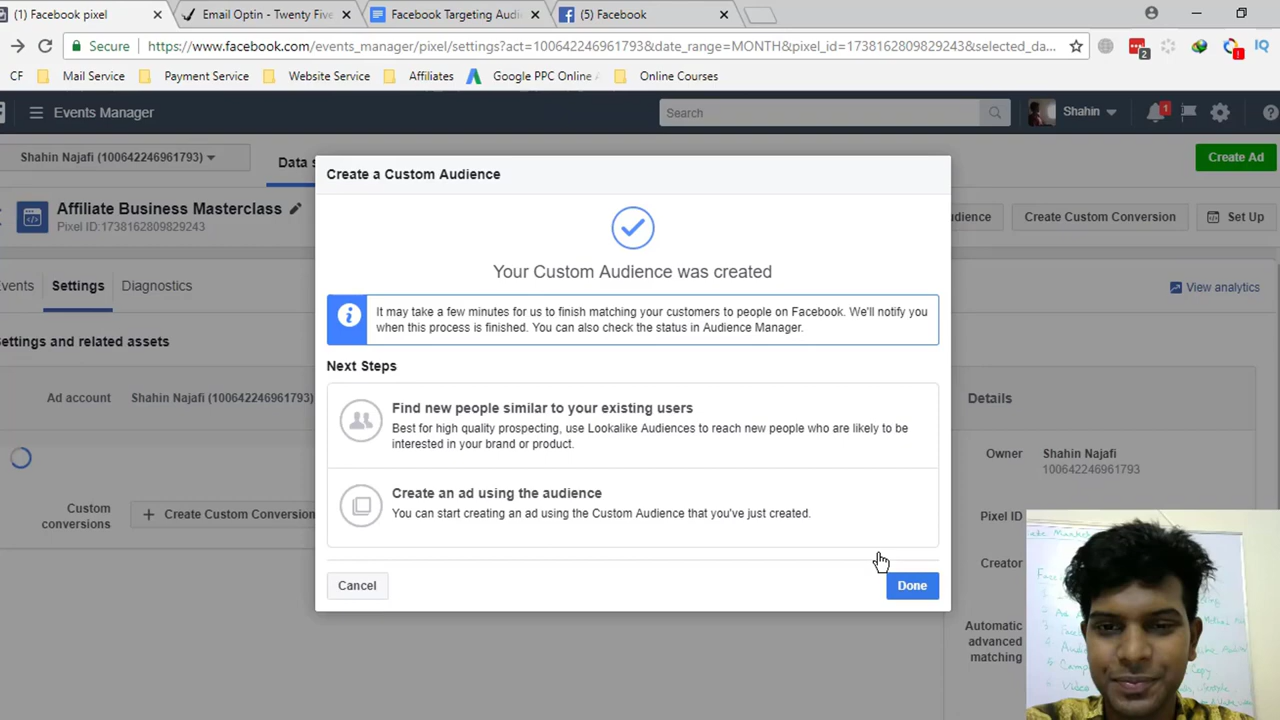 (1) Facebook pixel
Email Optin - Twenty Five
Facebook Targeting Audi
(5) Facebook
Secure
https://www.facebook.com/events_manager/pixel/settings?act=100642246961793&date_range=MONTH&pixel_id=1738162809829243&selected_da...
2
!
IQ
CF
Mail Service
Payment Service
Website Service
Affiliates
Google PPC Online
Online Courses
Events Manager
Search
Shahin
1
Shahin Najafi (100642246961793)
Data s
Create Ad
Affiliate Business Masterclass
Pixel ID:1738162809829243
udience
Create Custom Conversion
Set Up
vents
Settings
Diagnostics
View analytics
ettings and related assets
Ad account
Shahin Najafi (100642246961793)
Custom
conversions
+ Create Custom Conversion
Create a Custom Audience
Your Custom Audience was created
It may take a few minutes for us to finish matching your customers to people on Facebook. We'll notify you
when this process is finished. You can also check the status in Audience Manager.
Next Steps
Find new people similar to your existing users
Best for high quality prospecting, use Lookalike Audiences to reach new people who are likely to be
interested in your brand or product.
Create an ad using the audience
You can start creating an ad using the Custom Audience that you've just created.
Cancel
Done
Details
Owner
Shahin Najafi
100642246961793
Pixel ID
Creator
Automatic
advanced
matching